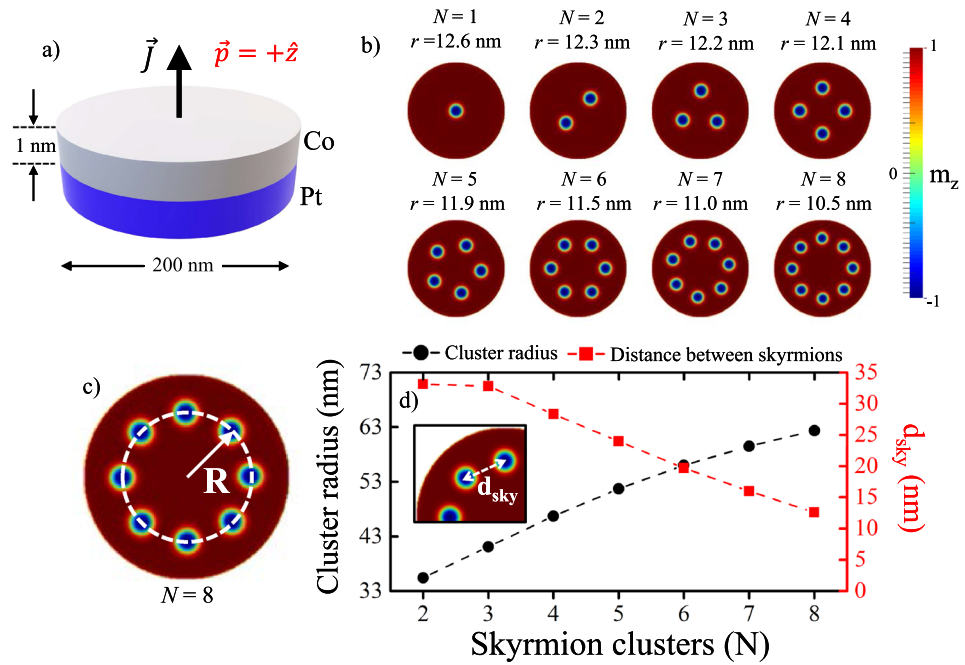 a)
J
p = +ẑ
1 nm
Co
Pt
200 nm
b)
N = 1
r =12.6 nm
N = 2
r = 12.3 nm
N = 3
r = 12.2 nm
N = 4
r = 12.1 nm
N = 5
r = 11.9 nm
N = 6
r = 11.5 nm
N = 7
r = 11.0 nm
N = 8
r = 10.5 nm
1
0
-1
m_z
c)
R
N = 8
Cluster radius
Distance between skyrmions
d)
Cluster radius (nm)
73
63
53
43
33
d_sky
35
30
25
20
15
10
5
0
d_sky (nm)
2 3 4 5 6 7 8
Skyrmion clusters (N)